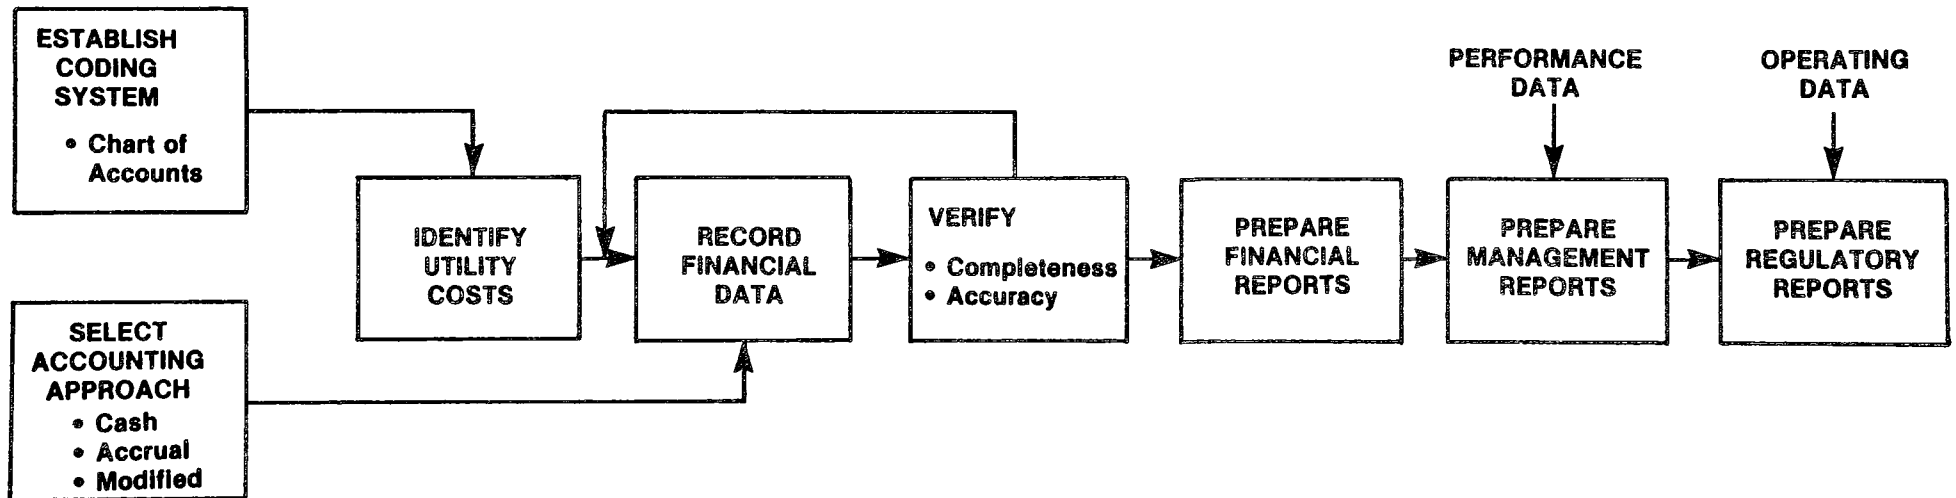 ESTABLISH
CODING
SYSTEM
• Chart of
Accounts
SELECT
ACCOUNTING
APPROACH
• Cash
• Accrual
• Modified
IDENTIFY
UTILITY
COSTS
RECORD
FINANCIAL
DATA
VERIFY
• Completeness
• Accuracy
PREPARE
FINANCIAL
REPORTS
PERFORMANCE
DATA
PREPARE
MANAGEMENT
REPORTS
OPERATING
DATA
PREPARE
REGULATORY
REPORTS